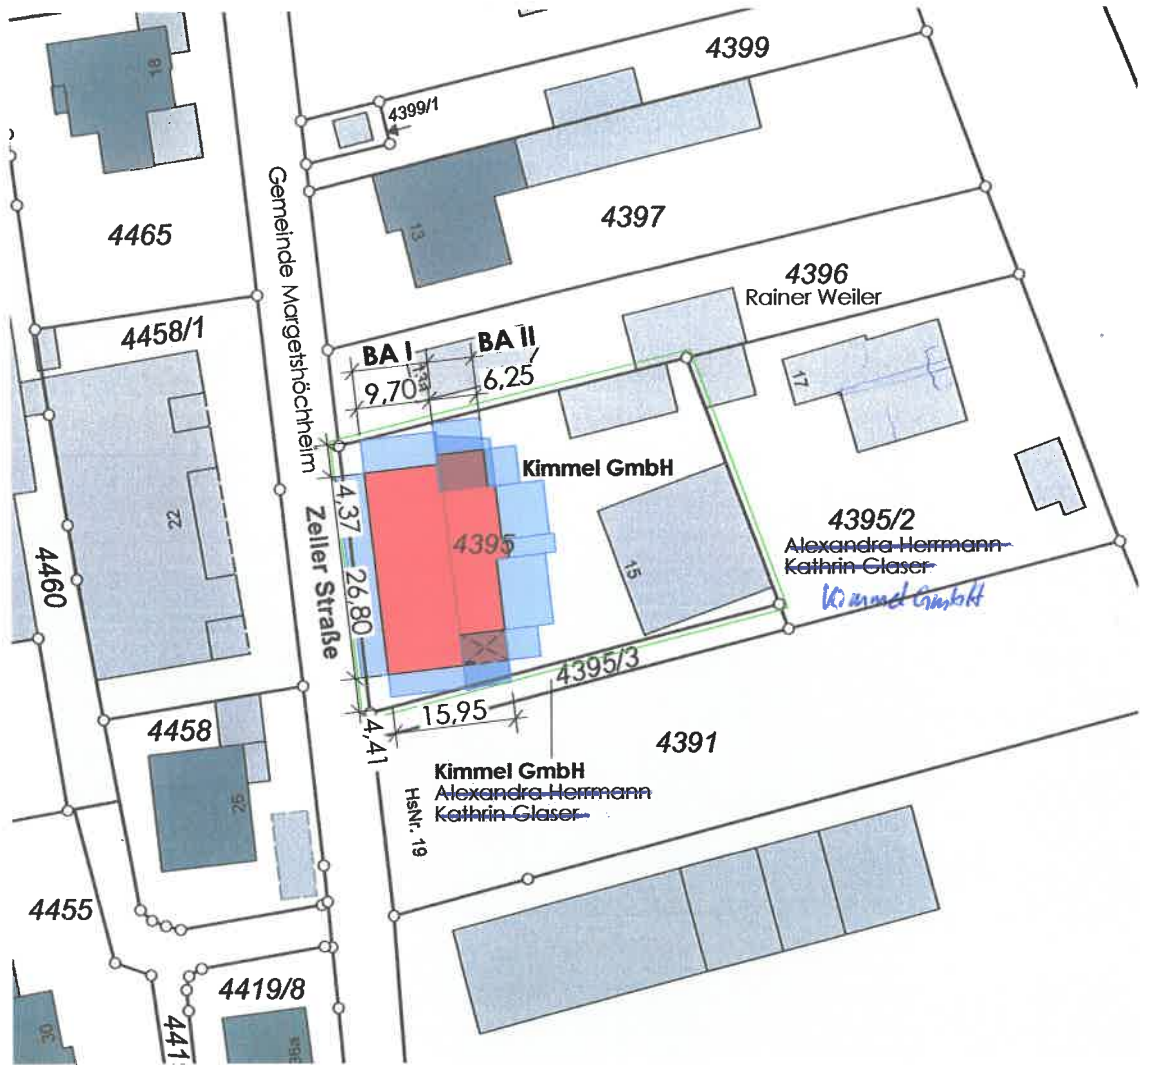 18
4399
4399/1
4465
Gemeinde Margetshöchheim
13
4397
4396
Rainer Weiler
4458/1
BA I
BA II
9,70
6,25
17
Kimmel GmbH
4,37
Zeller Straße
22
4395
4395/2
Alexandra Herrmann
Kathrin Glaser
Kimmel GmbH
15
4460
26,80
4395/3
4458
15,95
4,41
4391
Kimmel GmbH
Alexandra Herrmann
Kathrin Glaser
HsNr. 19
26
4455
4419/8
441
30